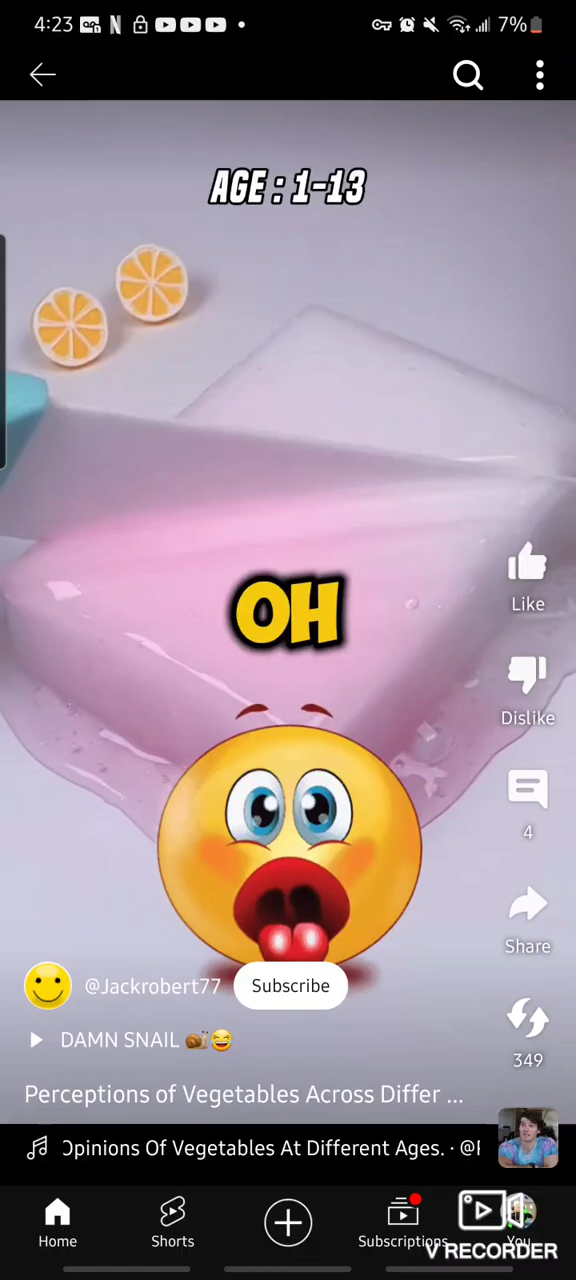 4:23
7%
AGE : 1-13
OH
Like
Dislike
4
Share
349
@Jackrobert77
Subscribe
DAMN SNAIL 🐌😆
Perceptions of Vegetables Across Differ ...
Opinions Of Vegetables At Different Ages. · @
Home
Shorts
Subscriptions
You
V RECORDER